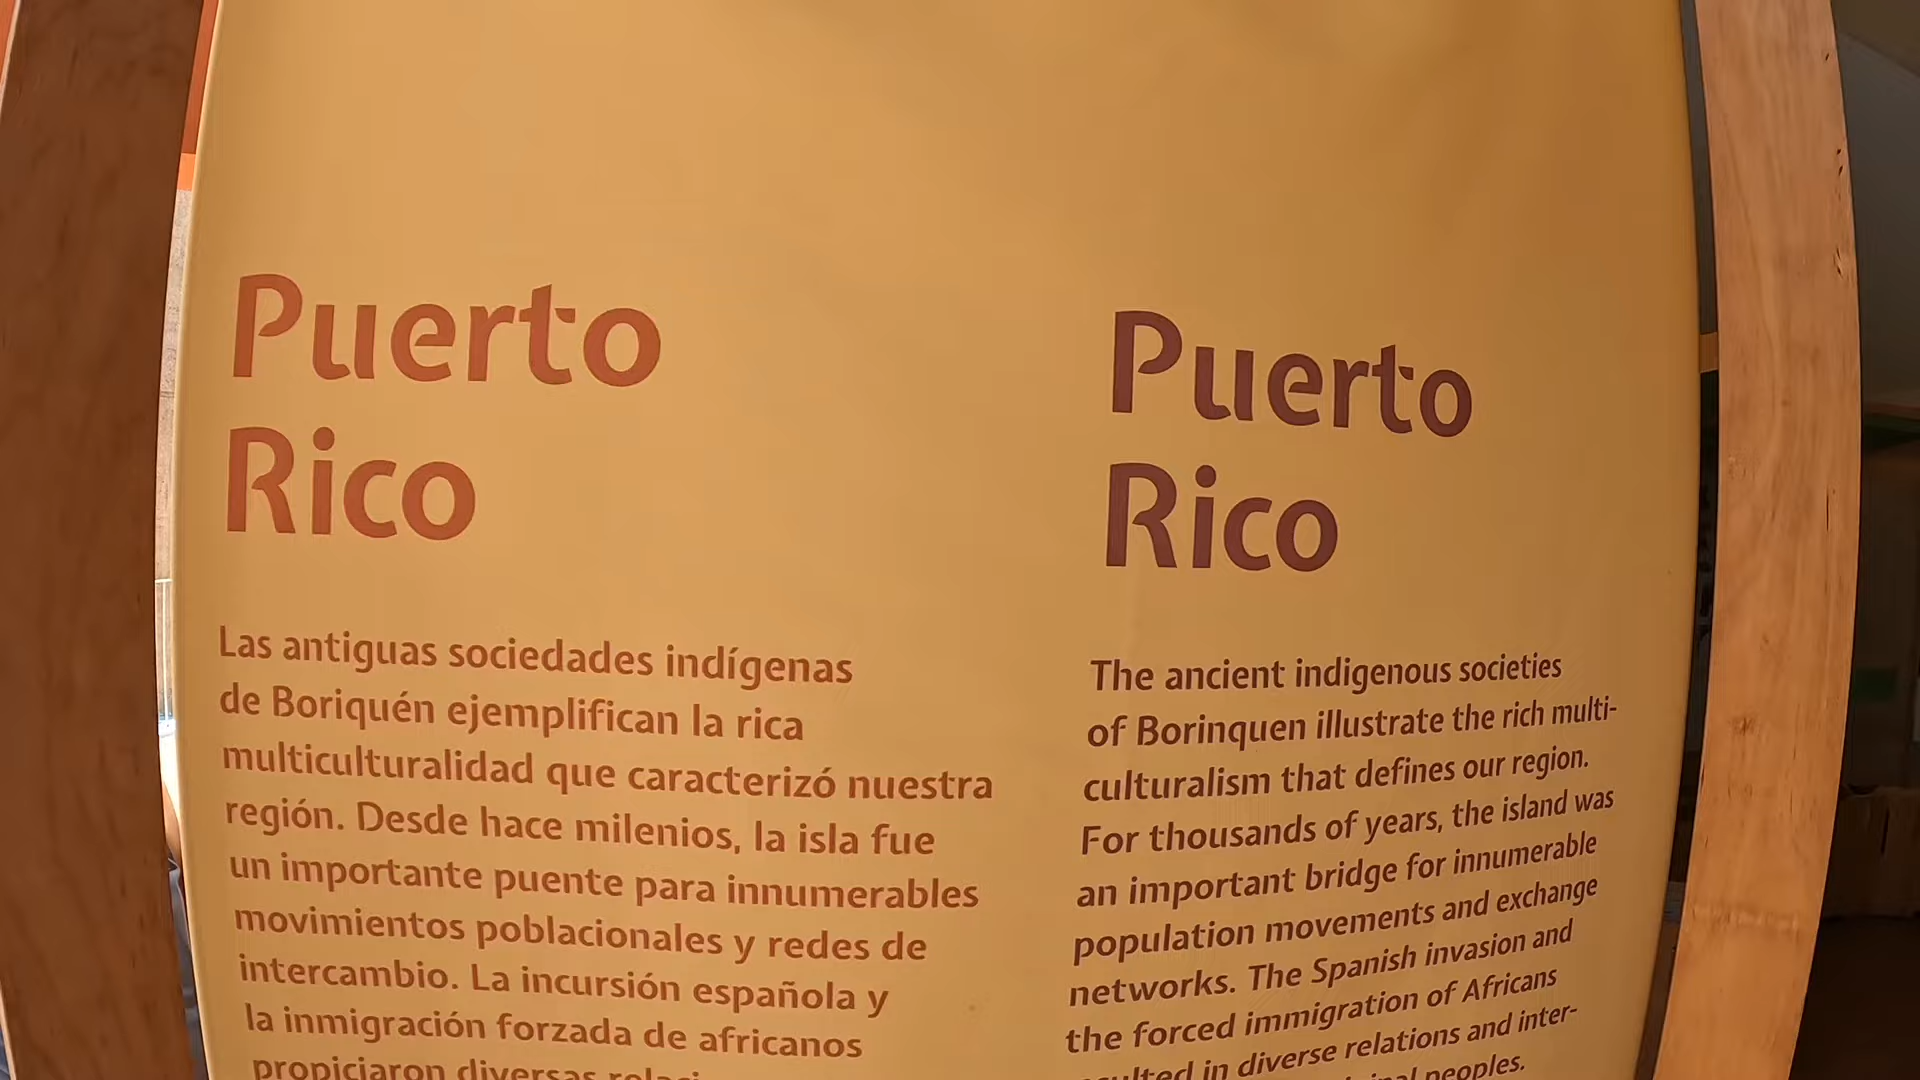 Puerto
Rico
Las antiguas sociedades indígenas
de Boriquén ejemplifican la rica
multiculturalidad que caracterizó nuestra
región. Desde hace milenios, la isla fue
un importante puente para innumerables
movimientos poblacionales y redes de
intercambio. La incursión española y
la inmigración forzada de africanos
propiciaron diversas
Puerto
Rico
The ancient indigenous societies
of Borinquen illustrate the rich multi-
culturalism that defines our region.
For thousands of years, the island was
an important bridge for innumerable
population movements and exchange
networks. The Spanish invasion and
the forced immigration of Africans
in diverse relations and inter-
peoples.